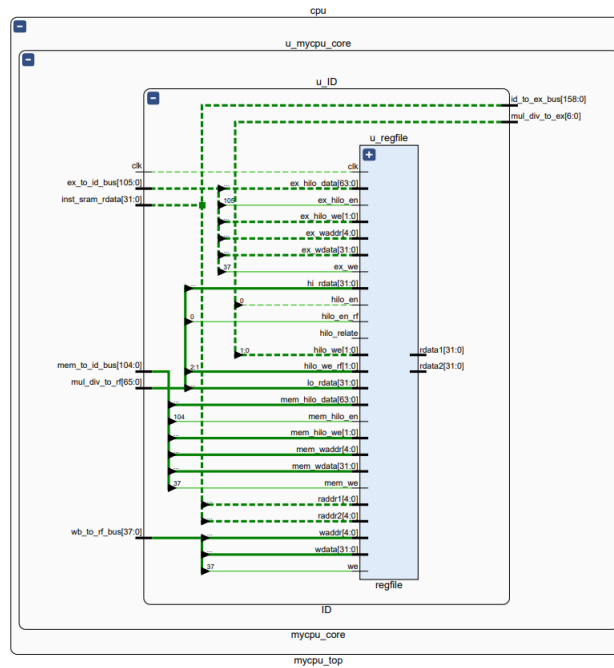 cpu
u_mycpu_core
u_ID
id_to_ex_bus[158:0]
mul_div_to_ex[6:0]
u_regfile
clk
clk
ex_to_id_bus[105:0]
ex_hilo_data[63:0]
inst_sram_rdata[31:0]
105
ex_hilo_en
ex_hilo_we[1:0]
ex_waddr[4:0]
ex_wdata[31:0]
37
ex_we
hi_rdata[31:0]
0
hilo_en
0
hilo_en_rf
hilo_relate
1:0
hilo_we[1:0]
rdata1[31:0]
mem_to_id_bus[104:0]
2:1
hilo_we_rf[1:0]
rdata2[31:0]
mul_div_to_rf[65:0]
lo_rdata[31:0]
mem_hilo_data[63:0]
104
mem_hilo_en
mem_hilo_we[1:0]
mem_waddr[4:0]
mem_wdata[31:0]
37
mem_we
raddr1[4:0]
raddr2[4:0]
wb_to_rf_bus[37:0]
waddr[4:0]
wdata[31:0]
37
we
regfile
ID
mycpu_core
mycpu_top